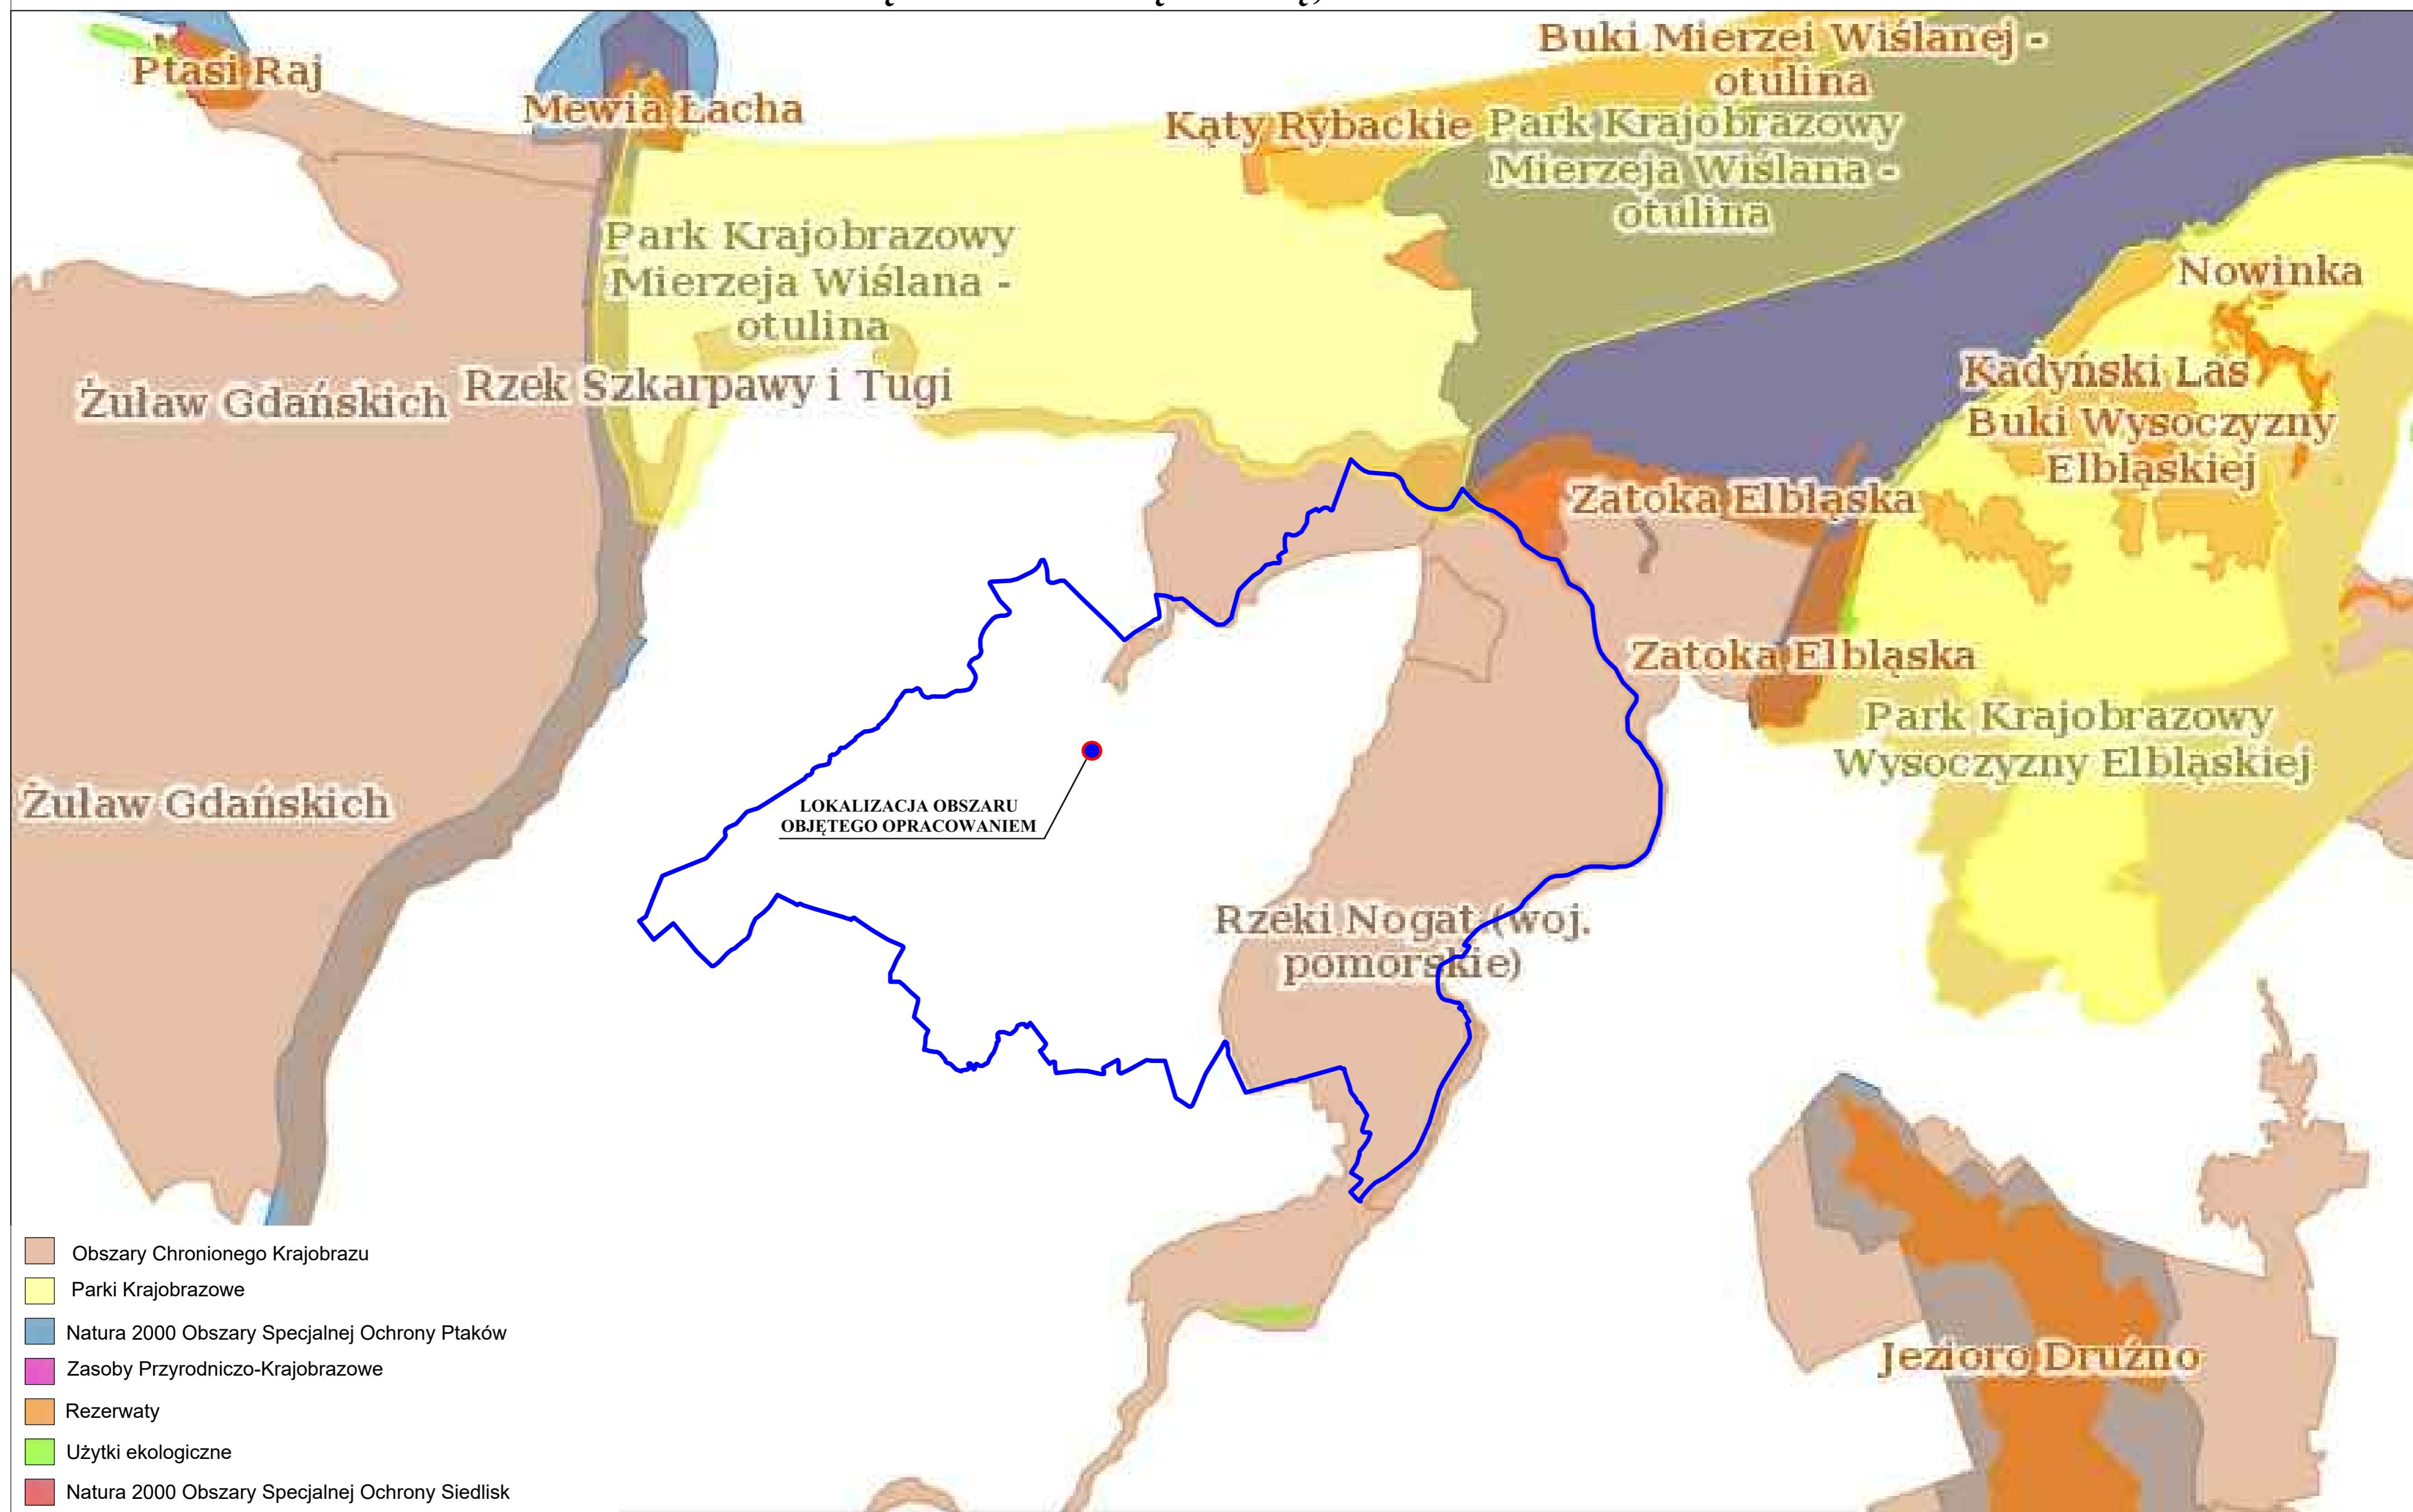 Buki Mierzei Wiślanej -
otulina
Ptasi Raj
Mewia Łacha
Kąty Rybackie
Park Krajobrazowy
Mierzeja Wiślana -
otulina
Park Krajobrazowy
Mierzeja Wiślana -
otulina
Nowinka
Żuław Gdańskich
Rzek Szkarpawy i Tugi
Kadyński Las
Buki Wysoczyzny
Elbląskiej
Zatoka Elbląska
Zatoka Elbląska
Park Krajobrazowy
Wysoczyzny Elbląskiej
Żuław Gdańskich
LOKALIZACJA OBSZARU
OBJĘTEGO OPRACOWANIEM
Rzeki Nogat (woj.
pomorskie)
Jezioro Drużno
Obszary Chronionego Krajobrazu
Parki Krajobrazowe
Natura 2000 Obszary Specjalnej Ochrony Ptaków
Zasoby Przyrodniczo-Krajobrazowe
Rezerwaty
Użytki ekologiczne
Natura 2000 Obszary Specjalnej Ochrony Siedlisk